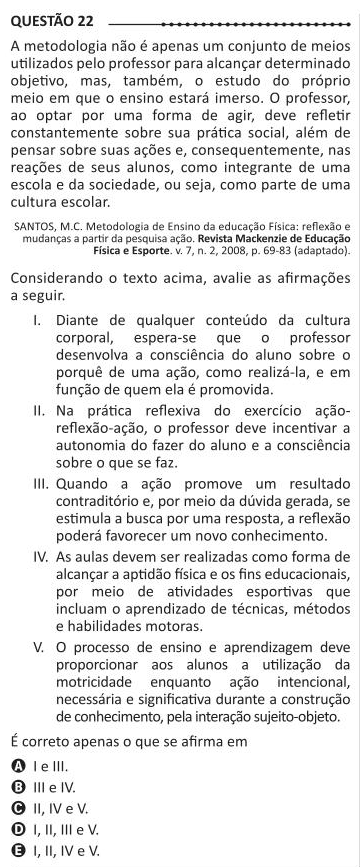 QUESTÃO 22
A metodologia não é apenas um conjunto de meios
utilizados pelo professor para alcançar determinado
objetivo, mas, também, o estudo do próprio
meio em que o ensino estará imerso. O professor,
ao optar por uma forma de agir, deve refletir
constantemente sobre sua prática social, além de
pensar sobre suas ações e, consequentemente, nas
reações de seus alunos, como integrante de uma
escola e da sociedade, ou seja, como parte de uma
cultura escolar.
SANTOS, M.C. Metodologia de Ensino da educação Física: reflexão e
mudanças a partir da pesquisa ação. Revista Mackenzie de Educação
Física e Esporte. v. 7, n. 2, 2008, p. 69-83 (adaptado).
Considerando o texto acima, avalie as afirmações
a seguir.
I. Diante de qualquer conteúdo da cultura
corporal, espera-se que o professor
desenvolva a consciência do aluno sobre o
porquê de uma ação, como realizá-la, e em
função de quem ela é promovida.
II. Na prática reflexiva do exercício ação-
reflexão-ação, o professor deve incentivar a
autonomia do fazer do aluno e a consciência
sobre o que se faz.
III. Quando a ação promove um resultado
contraditório e, por meio da dúvida gerada, se
estimula a busca por uma resposta, a reflexão
poderá favorecer um novo conhecimento.
IV. As aulas devem ser realizadas como forma de
alcançar a aptidão física e os fins educacionais,
por meio de atividades esportivas que
incluam o aprendizado de técnicas, métodos
e habilidades motoras.
V. O processo de ensino e aprendizagem deve
proporcionar aos alunos a utilização da
motricidade enquanto ação intencional,
necessária e significativa durante a construção
de conhecimento, pela interação sujeito-objeto.
É correto apenas o que se afirma em
A I e III.
B III e IV.
C II, IV e V.
D I, II, III e V.
E I, II, IV e V.